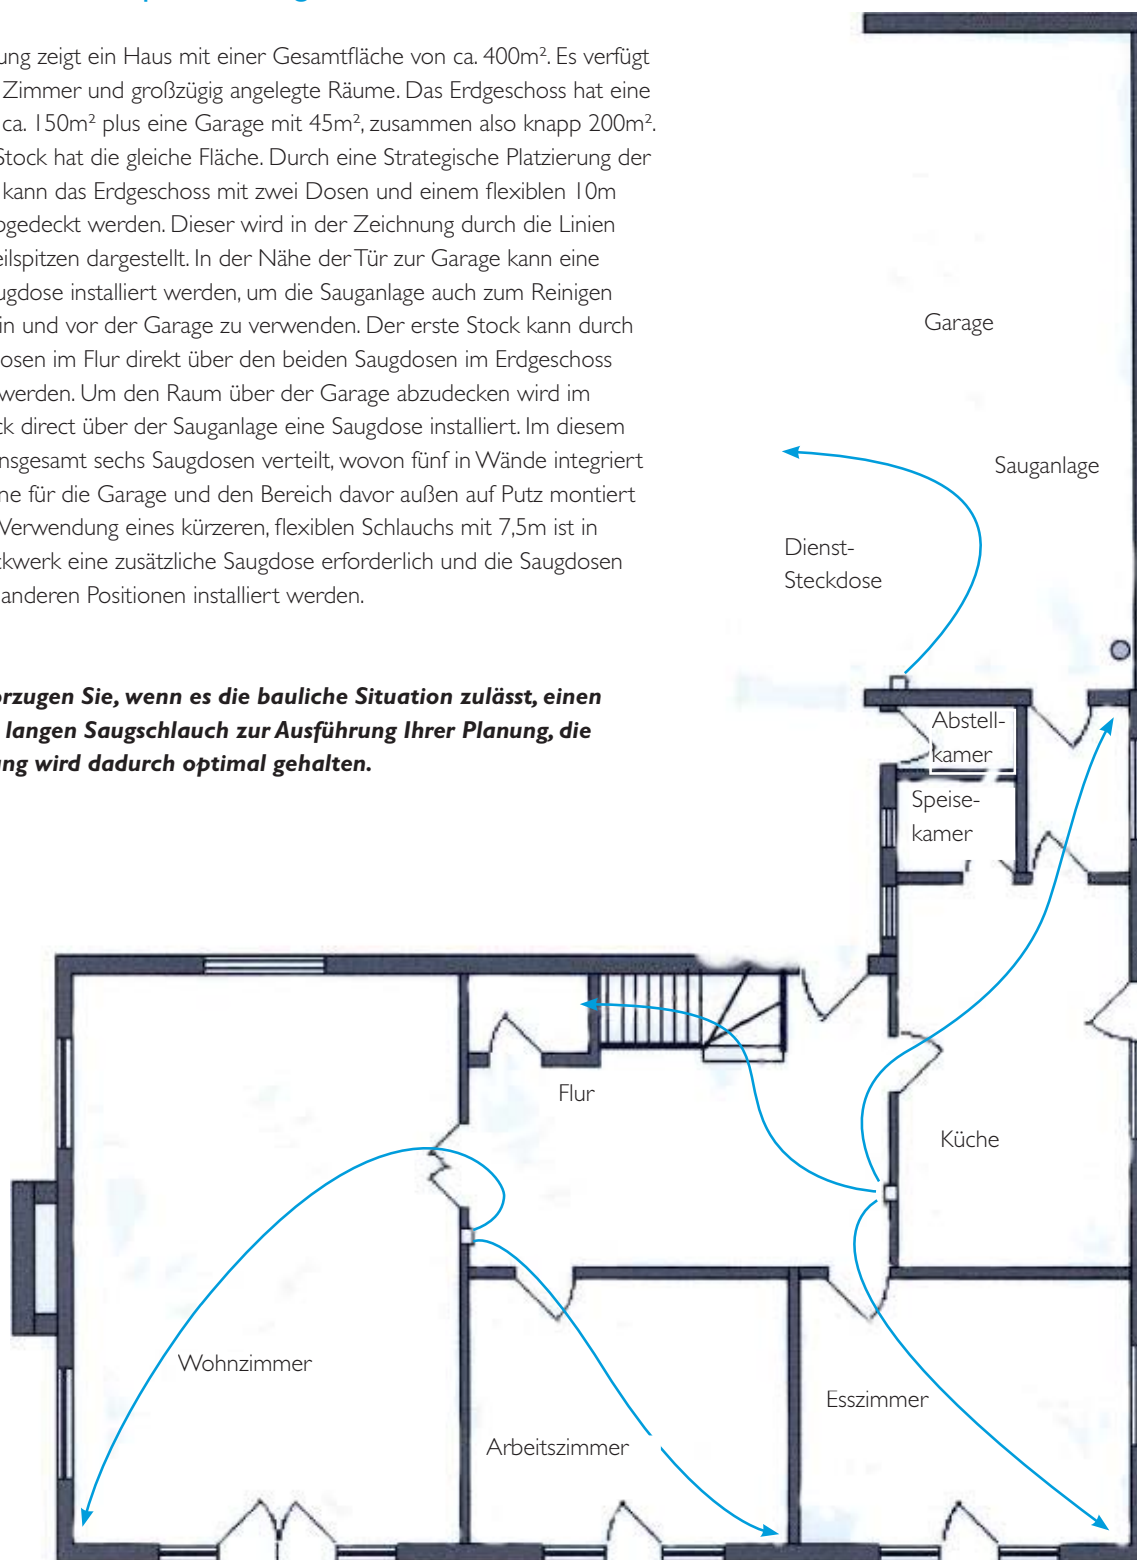 ung zeigt ein Haus mit einer Gesamtfläche von ca. 400m². Es verfügt
Zimmer und großzügig angelegte Räume. Das Erdgeschoss hat eine
ca. 150m² plus eine Garage mit 45m², zusammen also knapp 200m².
Stock hat die gleiche Fläche. Durch eine Strategische Platzierung der
kann das Erdgeschoss mit zwei Dosen und einem flexiblen 10m
bgedeckt werden. Dieser wird in der Zeichnung durch die Linien
eilspitzen dargestellt. In der Nähe der Tür zur Garage kann eine
ugdose installiert werden, um die Sauganlage auch zum Reinigen
in und vor der Garage zu verwenden. Der erste Stock kann durch
osen im Flur direkt über den beiden Saugdosen im Erdgeschoss
werden. Um den Raum über der Garage abzudecken wird im
ck direct über der Sauganlage eine Saugdose installiert. Im diesem
nsgesamt sechs Saugdosen verteilt, wovon fünf in Wände integriert
ne für die Garage und den Bereich davor außen auf Putz montiert
Verwendung eines kürzeren, flexiblen Schlauchs mit 7,5m ist in
ckwerk eine zusätzliche Saugdose erforderlich und die Saugdosen
anderen Positionen installiert werden.
orzugen Sie, wenn es die bauliche Situation zulässt, einen
langen Saugschlauch zur Ausführung Ihrer Planung, die
ung wird dadurch optimal gehalten.
Garage
Sauganlage
Dienst-
Steckdose
Abstell-
kamer
Speise-
kamer
Flur
Küche
Wohnzimmer
Esszimmer
Arbeitszimmer